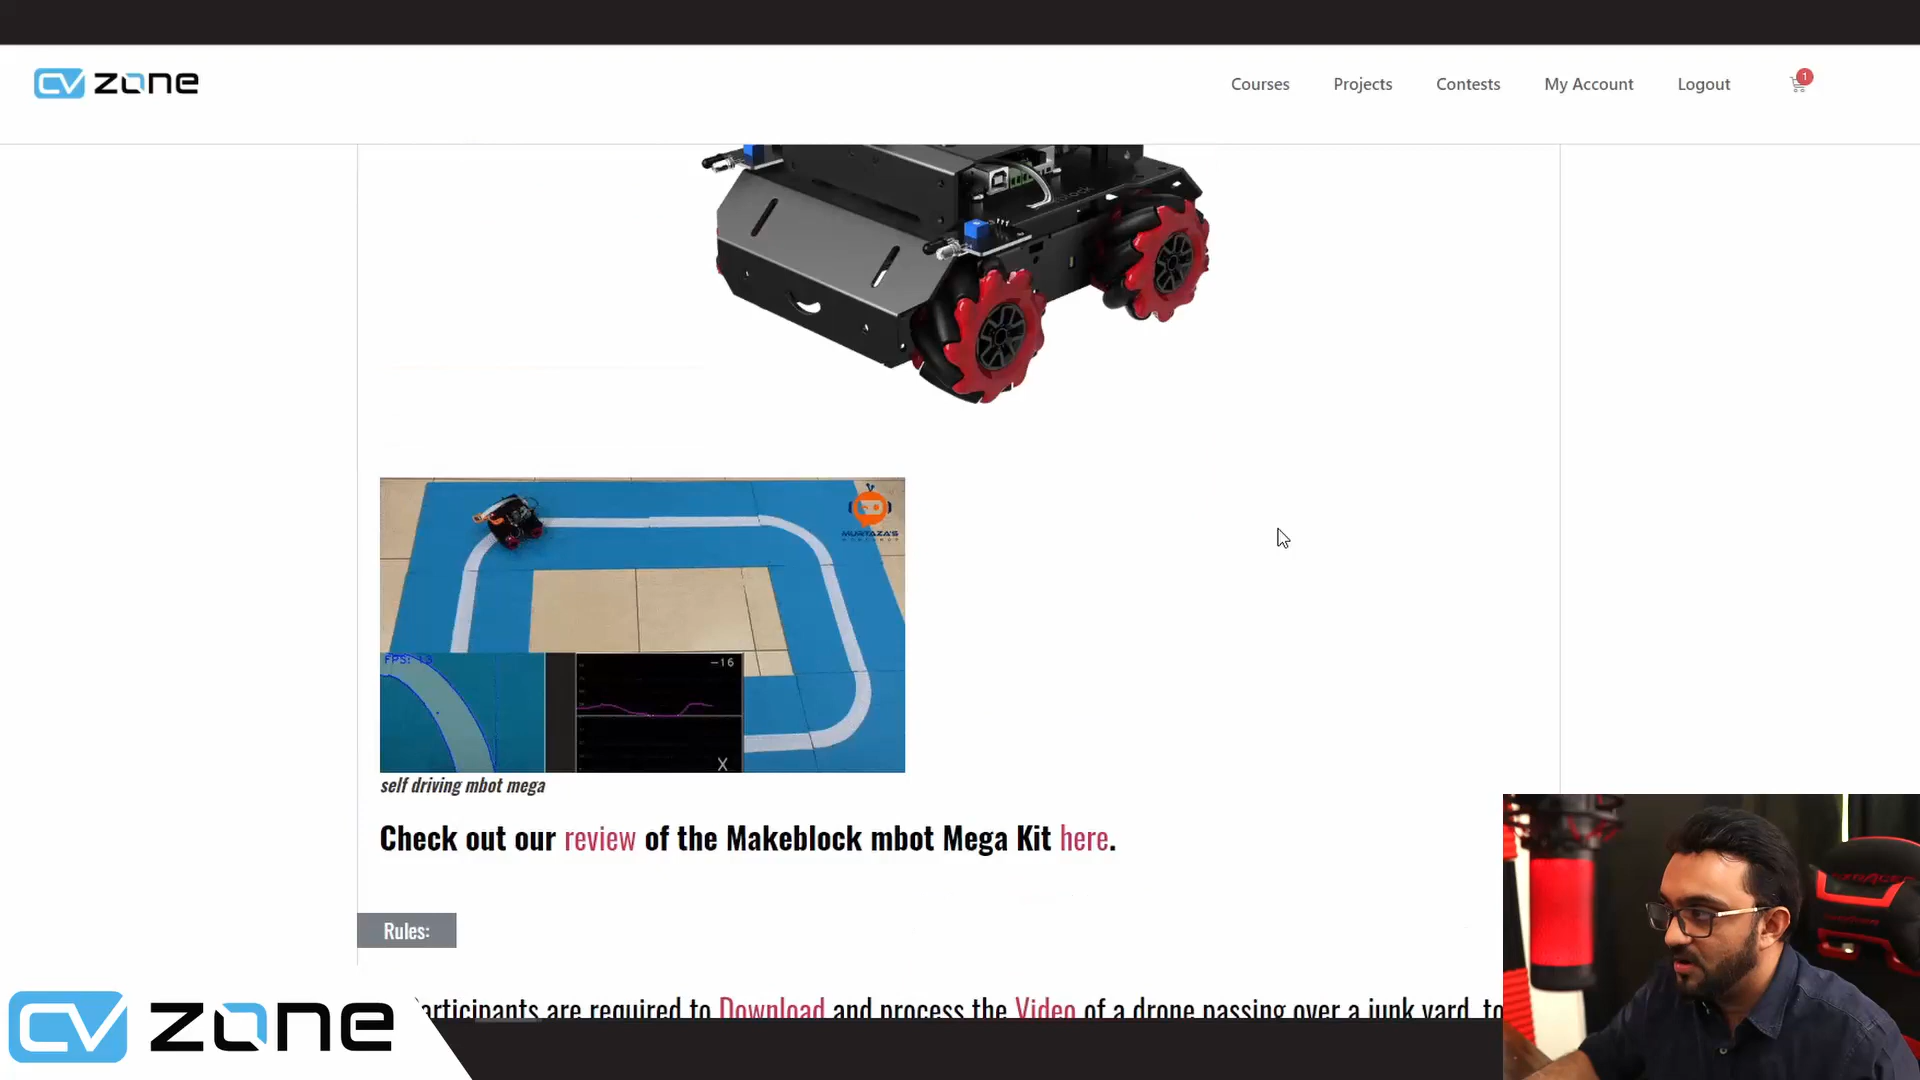 CV zone
Courses
Projects
Contests
My Account
Logout
1
MURTAZA'S
FPS: 13
-16
X
self driving mbot mega
Check out our review of the Makeblock mbot Mega Kit here.
Rules:
articipants are required to Download and process the Video of a drone passing over a junk yard, to
CV zone